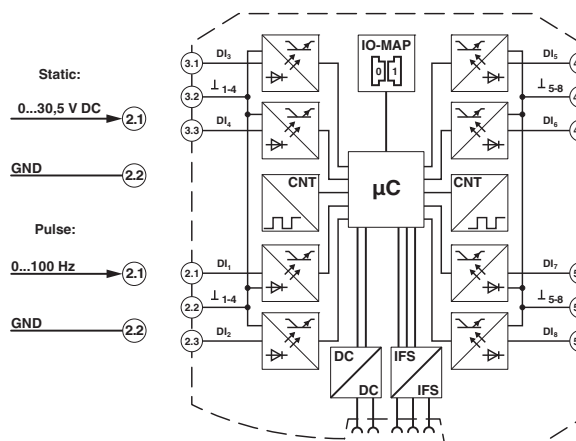 Static:
0...30,5 V DC 2.1
GND 2.2
Pulse:
0...100 Hz 2.1
GND 2.2
3.1 DI3
3.2 ⊥ 1-4
3.3 DI4
2.1 DI1
2.2 ⊥ 1-4
2.3 DI2
IO-MAP
0 1
CNT
µC
CNT
DC
DC
IFS
IFS
DI5
⊥ 5-8
DI6
DI7
⊥ 5-8
DI8